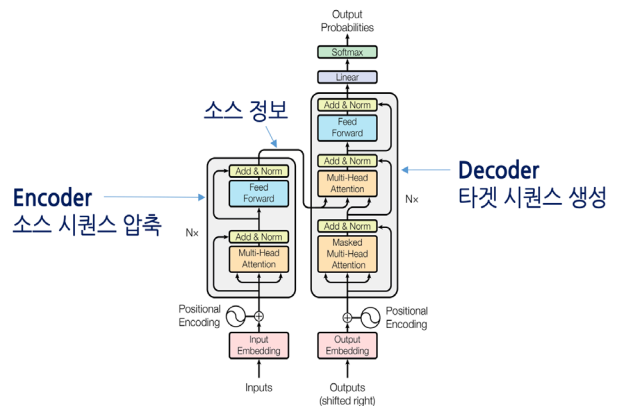 Output
Probabilities
Softmax
Linear
Add & Norm
Feed
Forward
Add & Norm
Multi-Head
Attention
Add & Norm
Masked
Multi-Head
Attention
Nx
Positional
Encoding
Output
Embedding
Outputs
(shifted right)
Decoder
타겟 시퀀스 생성
소스 정보
Add & Norm
Feed
Forward
Add & Norm
Multi-Head
Attention
Nx
Positional
Encoding
Input
Embedding
Inputs
Encoder
소스 시퀀스 압축